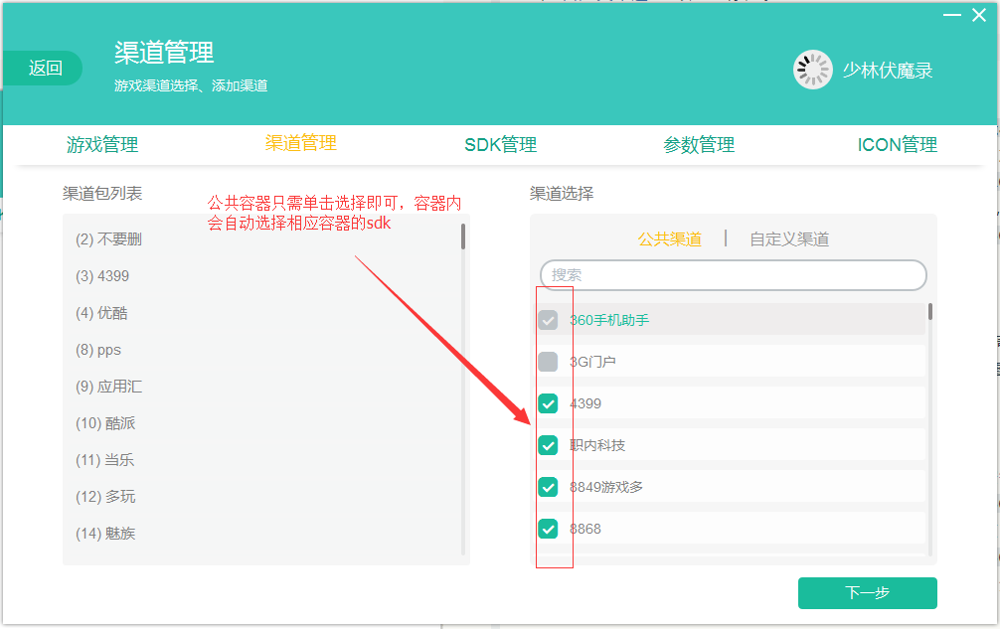 返回
渠道管理
游戏渠道选择、添加渠道
少林伏魔录
游戏管理
渠道管理
SDK管理
参数管理
ICON管理
渠道包列表
公共容器只需单击选择即可，容器内
会自动选择相应容器的sdk
(2) 不要删
(3) 4399
(4) 优酷
(8) pps
(9) 应用汇
(10) 酷派
(11) 当乐
(12) 多玩
(14) 魅族
渠道选择
公共渠道 | 自定义渠道
搜索
360手机助手
3G门户
4399
职内科技
8849游戏多
8868
下一步